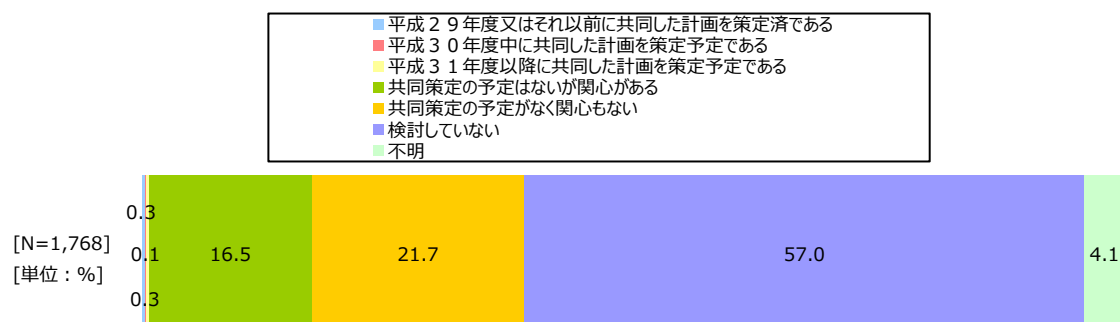 平成２９年度又はそれ以前に共同した計画を策定済である
平成３０年度中に共同した計画を策定予定である
平成３１年度以降に共同した計画を策定予定である
共同策定の予定はないが関心がある
共同策定の予定がなく関心もない
検討していない
不明
0.3
[N=1,768]
0.1
16.5
21.7
57.0
4.1
[単位：%]
0.3